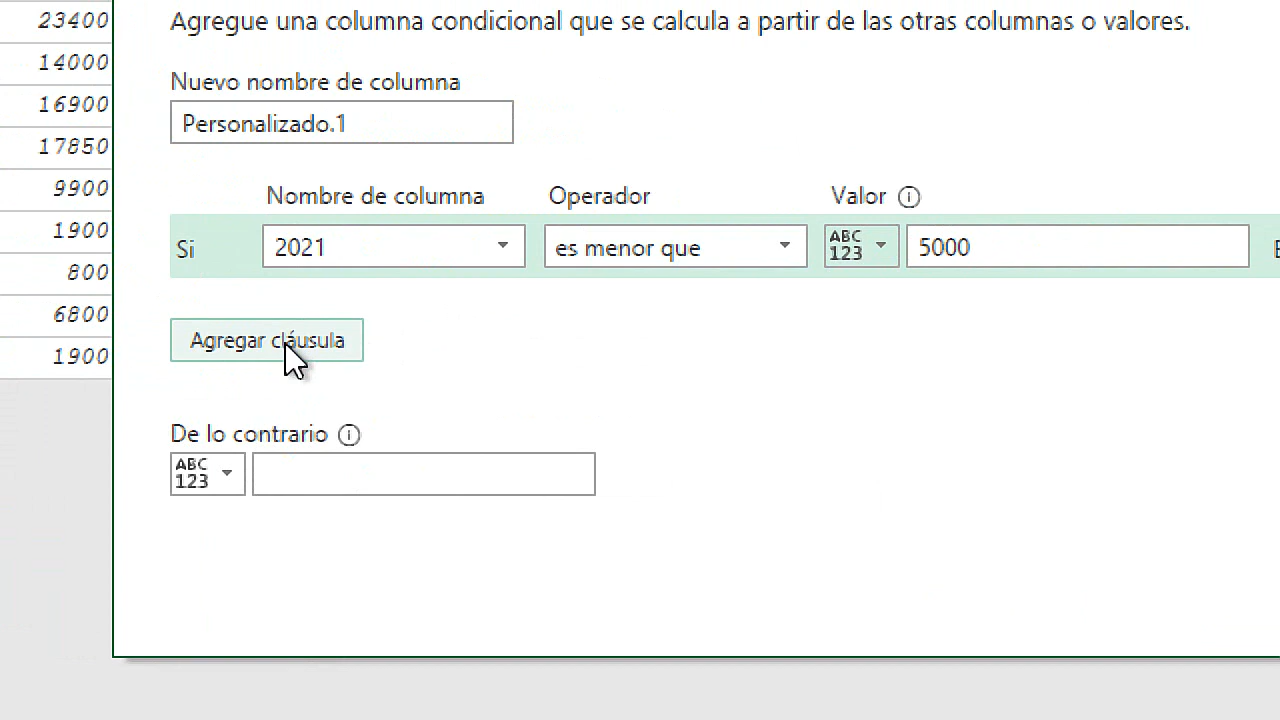 23400
14000
16900
17850
9900
1900
800
6800
1900
Agregue una columna condicional que se calcula a partir de las otras columnas o valores.
Nuevo nombre de columna
Personalizado.1
Nombre de columna Operador Valor
Si 2021 es menor que ABC 123 5000
Agregar cláusula
De lo contrario
ABC
123